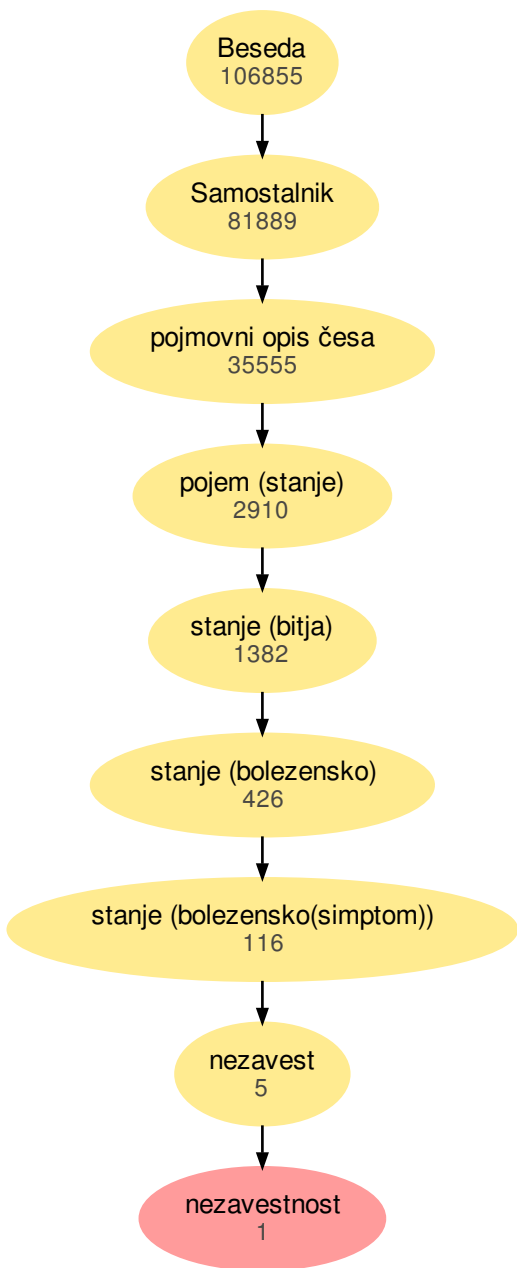 Beseda
106855
Samostalnik
81889
pojmovni opis česa
35555
pojem (stanje)
2910
stanje (bitja)
1382
stanje (bolezensko)
426
stanje (bolezensko(simptom))
116
nezavest
5
nezavestnost
1